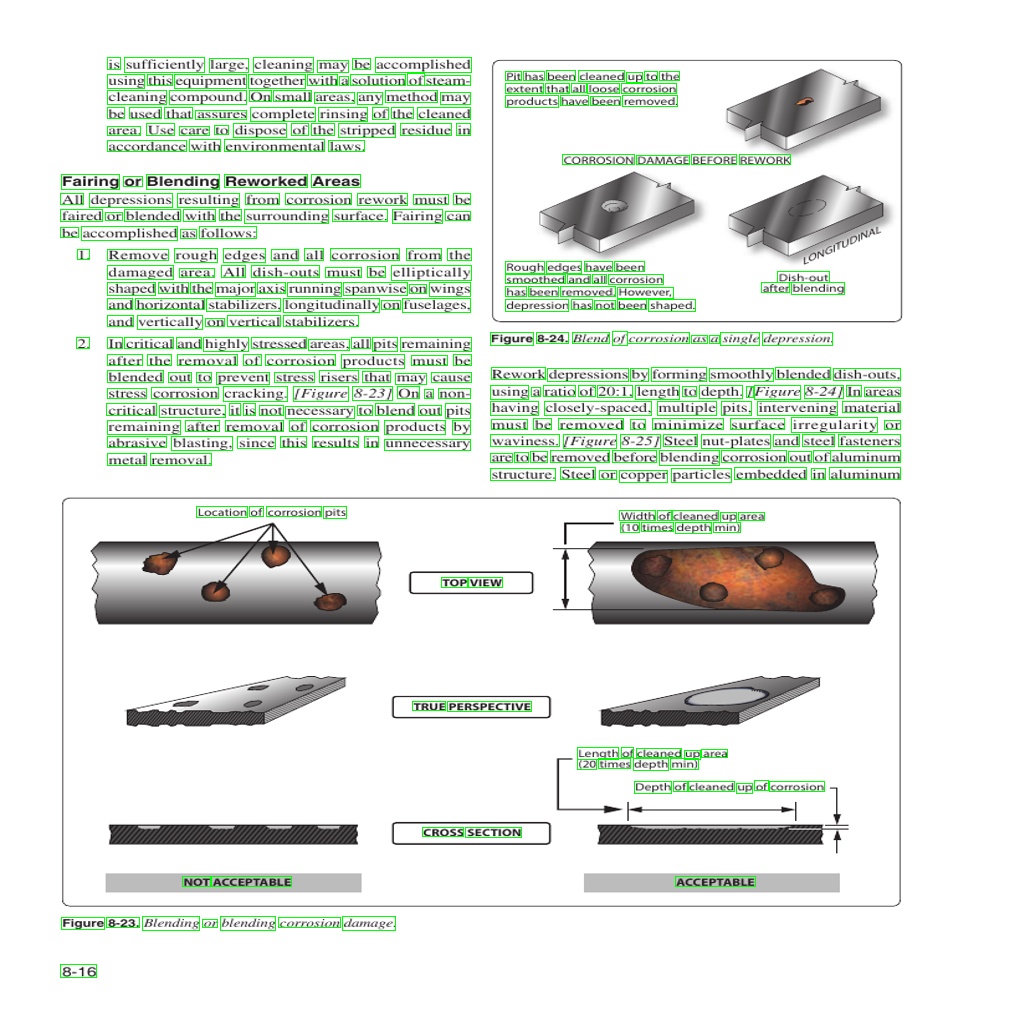 is sufficiently large, cleaning may be accomplished
using this equipment together with a solution of steam-
cleaning compound. On small areas, any method may
be used that assures complete rinsing of the cleaned
area. Use care to dispose of the stripped residue in
accordance with environmental laws.
Fairing or Blending Reworked Areas
All depressions resulting from corrosion rework must be
faired or blended with the surrounding surface. Fairing can
be accomplished as follows:
1. Remove rough edges and all corrosion from the
damaged area. All dish-outs must be elliptically
shaped with the major axis running spanwise on wings
and horizontal stabilizers, longitudinally on fuselages,
and vertically on vertical stabilizers.
2. In critical and highly stressed areas, all pits remaining
after the removal of corrosion products must be
blended out to prevent stress risers that may cause
stress corrosion cracking. [Figure 8-23] On a non-
critical structure, it is not necessary to blend out pits
remaining after removal of corrosion products by
abrasive blasting, since this results in unnecessary
metal removal.
Pit has been cleaned up to the
extent that all loose corrosion
products have been removed.
CORROSION DAMAGE BEFORE REWORK
LONGITUDINAL
Rough edges have been
smoothed and all corrosion
has been removed. However,
depression has not been shaped.
Dish-out
after blending
Figure 8-24. Blend of corrosion as a single depression.
Rework depressions by forming smoothly blended dish-outs,
using a ratio of 20:1, length to depth. [Figure 8-24] In areas
having closely-spaced, multiple pits, intervening material
must be removed to minimize surface irregularity or
waviness. [Figure 8-25] Steel nut-plates and steel fasteners
are to be removed before blending corrosion out of aluminum
structure. Steel or copper particles embedded in aluminum
Location of corrosion pits
Width of cleaned up area
(10 times depth min)
TOP VIEW
TRUE PERSPECTIVE
Length of cleaned up area
(20 times depth min)
Depth of cleaned up of corrosion
CROSS SECTION
NOT ACCEPTABLE
ACCEPTABLE
Figure 8-23. Blending or blending corrosion damage.
8-16